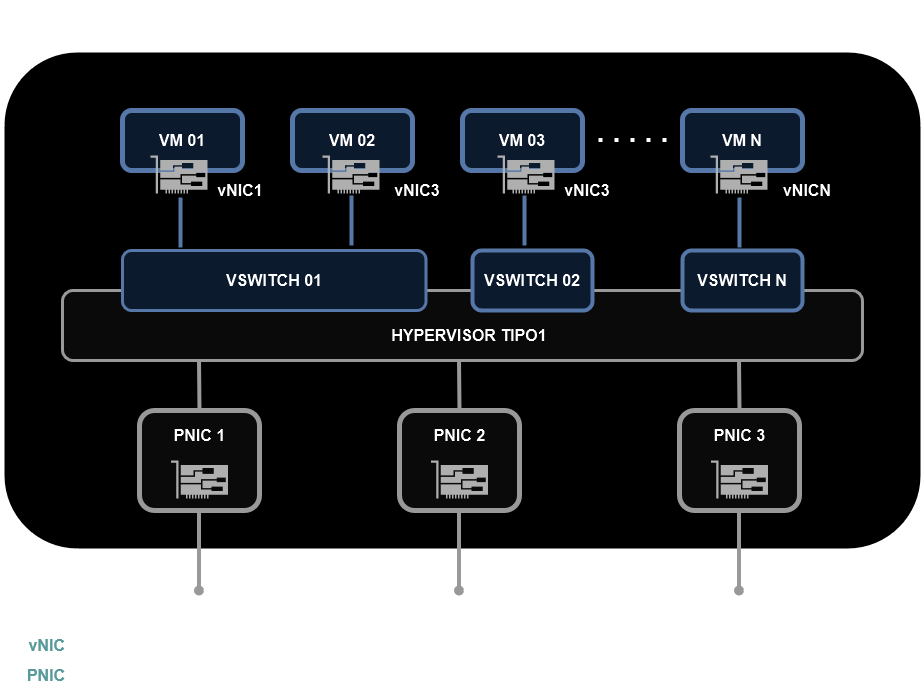 VM 01
VM 02
VM 03
. . . . .
VM N
vNIC1
vNIC3
vNIC3
vNICN
VSWITCH 01
VSWITCH 02
VSWITCH N
HYPERVISOR TIPO1
PNIC 1
PNIC 2
PNIC 3
vNIC
PNIC